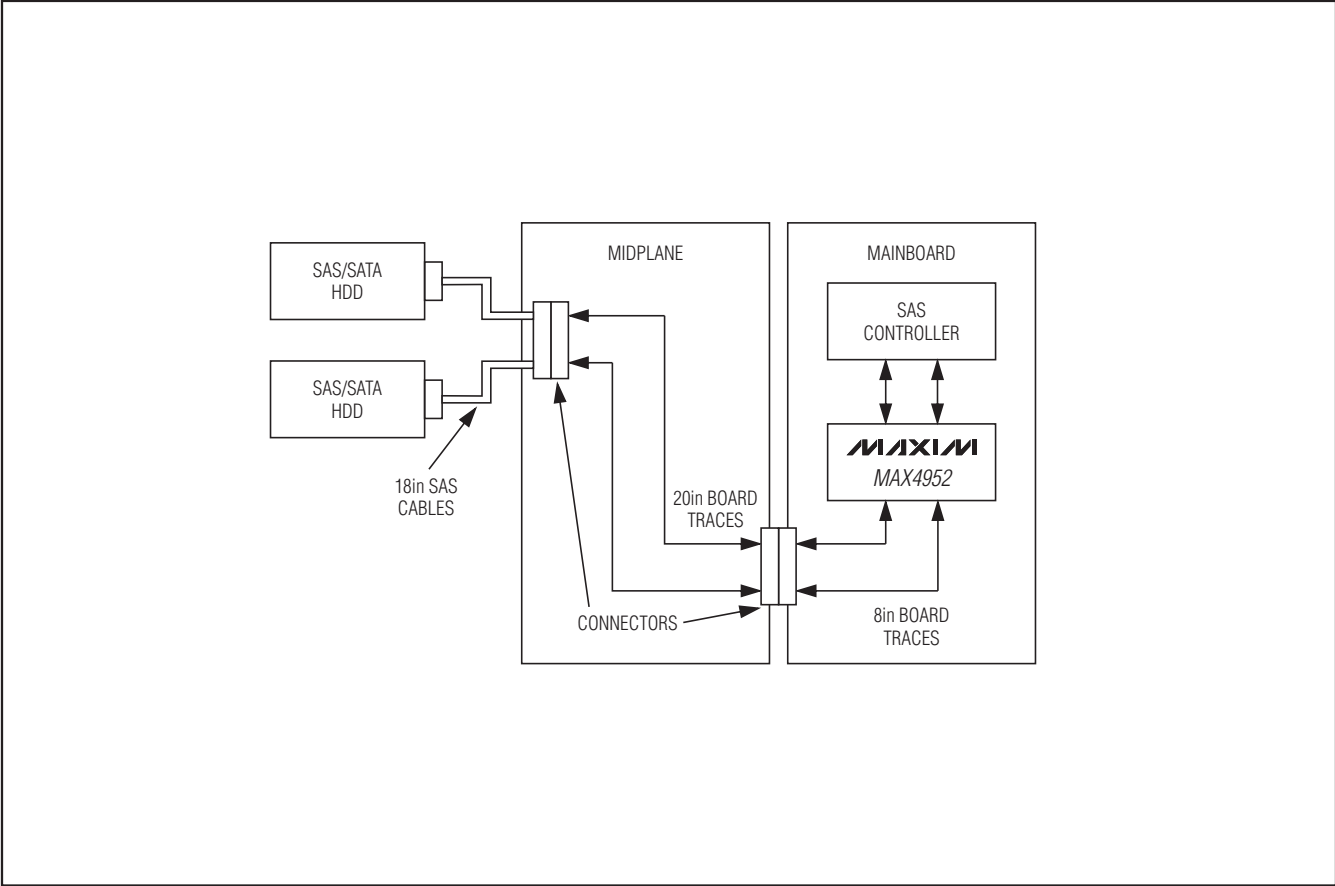 SAS/SATA
HDD
SAS/SATA
HDD
18in SAS
CABLES
MIDPLANE
20in BOARD
TRACES
CONNECTORS
MAINBOARD
SAS
CONTROLLER
MAXIM
MAX4952
8in BOARD
TRACES